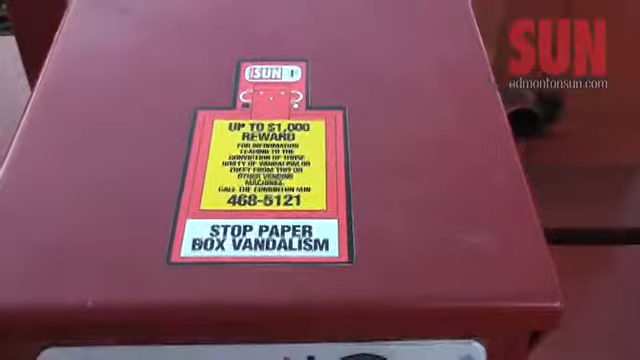 SUN
edmontonsun.com
SUN
UP TO $1,000
REWARD
FOR INFORMATION
LEADING TO THE
CONVICTION OF THOSE
GUILTY OF VANDALISM OR
THEFT FROM THIS OR
OTHER VENDING
MACHINES.
CALL THE EDMONTON SUN
468-5121
STOP PAPER
BOX VANDALISM